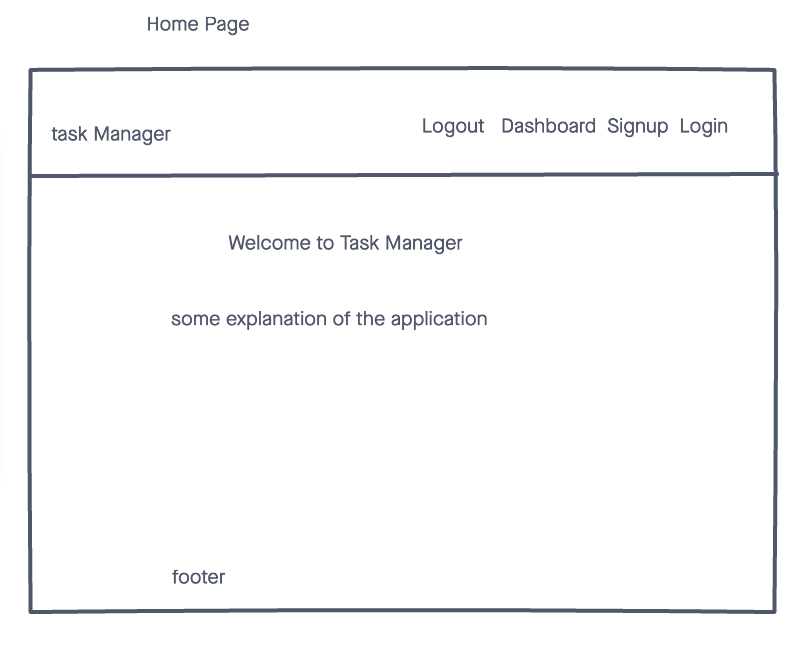 Home Page
task Manager
Logout Dashboard Signup Login
Welcome to Task Manager
some explanation of the application
footer